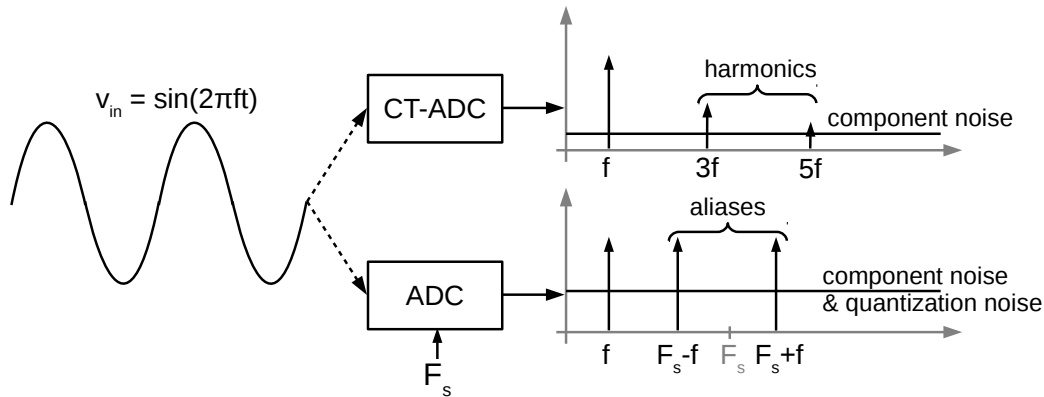 v_in = sin(2πft)
CT-ADC
harmonics
component noise
f
3f
5f
ADC
F_s
aliases
component noise
& quantization noise
f
F_s-f
F_s
F_s+f